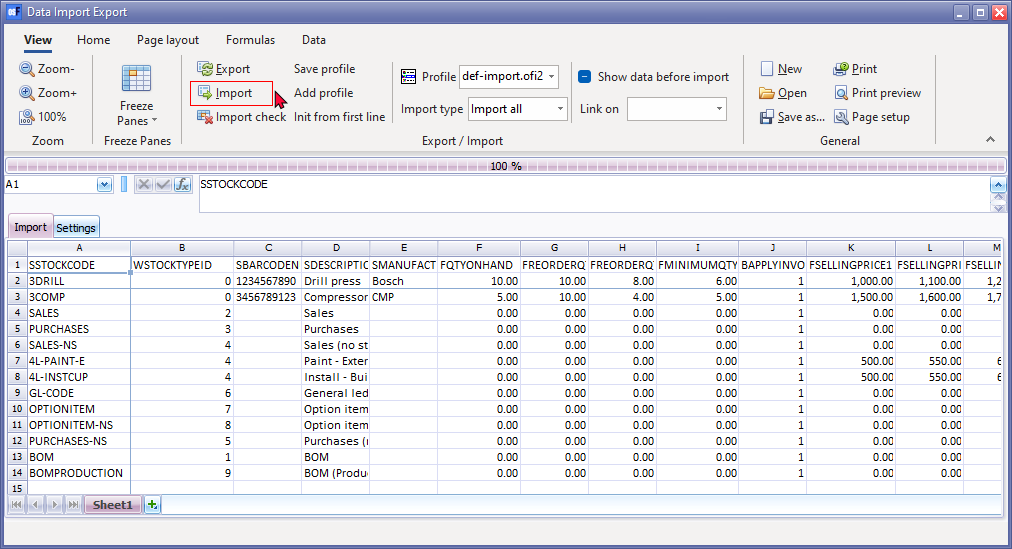 Data Import Export
View Home Page layout Formulas Data
Zoom- Export Save profile Profile def-import.ofi2 Show data before import New Print
Zoom+ Freeze Panes Import Add profile Open Print preview
100% Import check Init from first line Import type Import all Link on Save as... Page setup
Zoom Freeze Panes Export / Import General
100 %
A1 fx SSTOCKCODE
Import Settings
A B C D E F G H I J K L M
1 SSTOCKCODE WSTOCKTYPEID SBARCODEN SDESCRIPTIC SMANUFACT FQTYONHAND FREORDERQ FREORDERQ FMINIMUMQTY BAPPLYINVO FSELLINGPRICE1 FSELLINGPRI FSELLIN
2 3DRILL 0 1234567890 Drill press Bosch 10.00 10.00 8.00 6.00 1 1,000.00 1,100.00 1,2
3 3COMP 0 3456789123 Compressor CMP 5.00 10.00 4.00 5.00 1 1,500.00 1,600.00 1,7
4 SALES 2 Sales 0.00 0.00 0.00 0.00 1 0.00 0.00
5 PURCHASES 3 Purchases 0.00 0.00 0.00 0.00 1 0.00 0.00
6 SALES-NS 4 Sales (no st 0.00 0.00 0.00 0.00 1 0.00 0.00
7 4L-PAINT-E 4 Paint - Exter 0.00 0.00 0.00 0.00 1 500.00 550.00 6
8 4L-INSTCUP 4 Install - Bui 0.00 0.00 0.00 0.00 1 500.00 550.00 6
9 GL-CODE 6 General led 0.00 0.00 0.00 0.00 1 0.00 0.00
10 OPTIONITEM 7 Option item 0.00 0.00 0.00 0.00 1 0.00 0.00
11 OPTIONITEM-NS 8 Option item 0.00 0.00 0.00 0.00 1 0.00 0.00
12 PURCHASES-NS 5 Purchases (n 0.00 0.00 0.00 0.00 1 0.00 0.00
13 BOM 1 BOM 0.00 0.00 0.00 0.00 1 0.00 0.00
14 BOMPRODUCTION 9 BOM (Produ 0.00 0.00 0.00 0.00 1 0.00 0.00
15
Sheet1